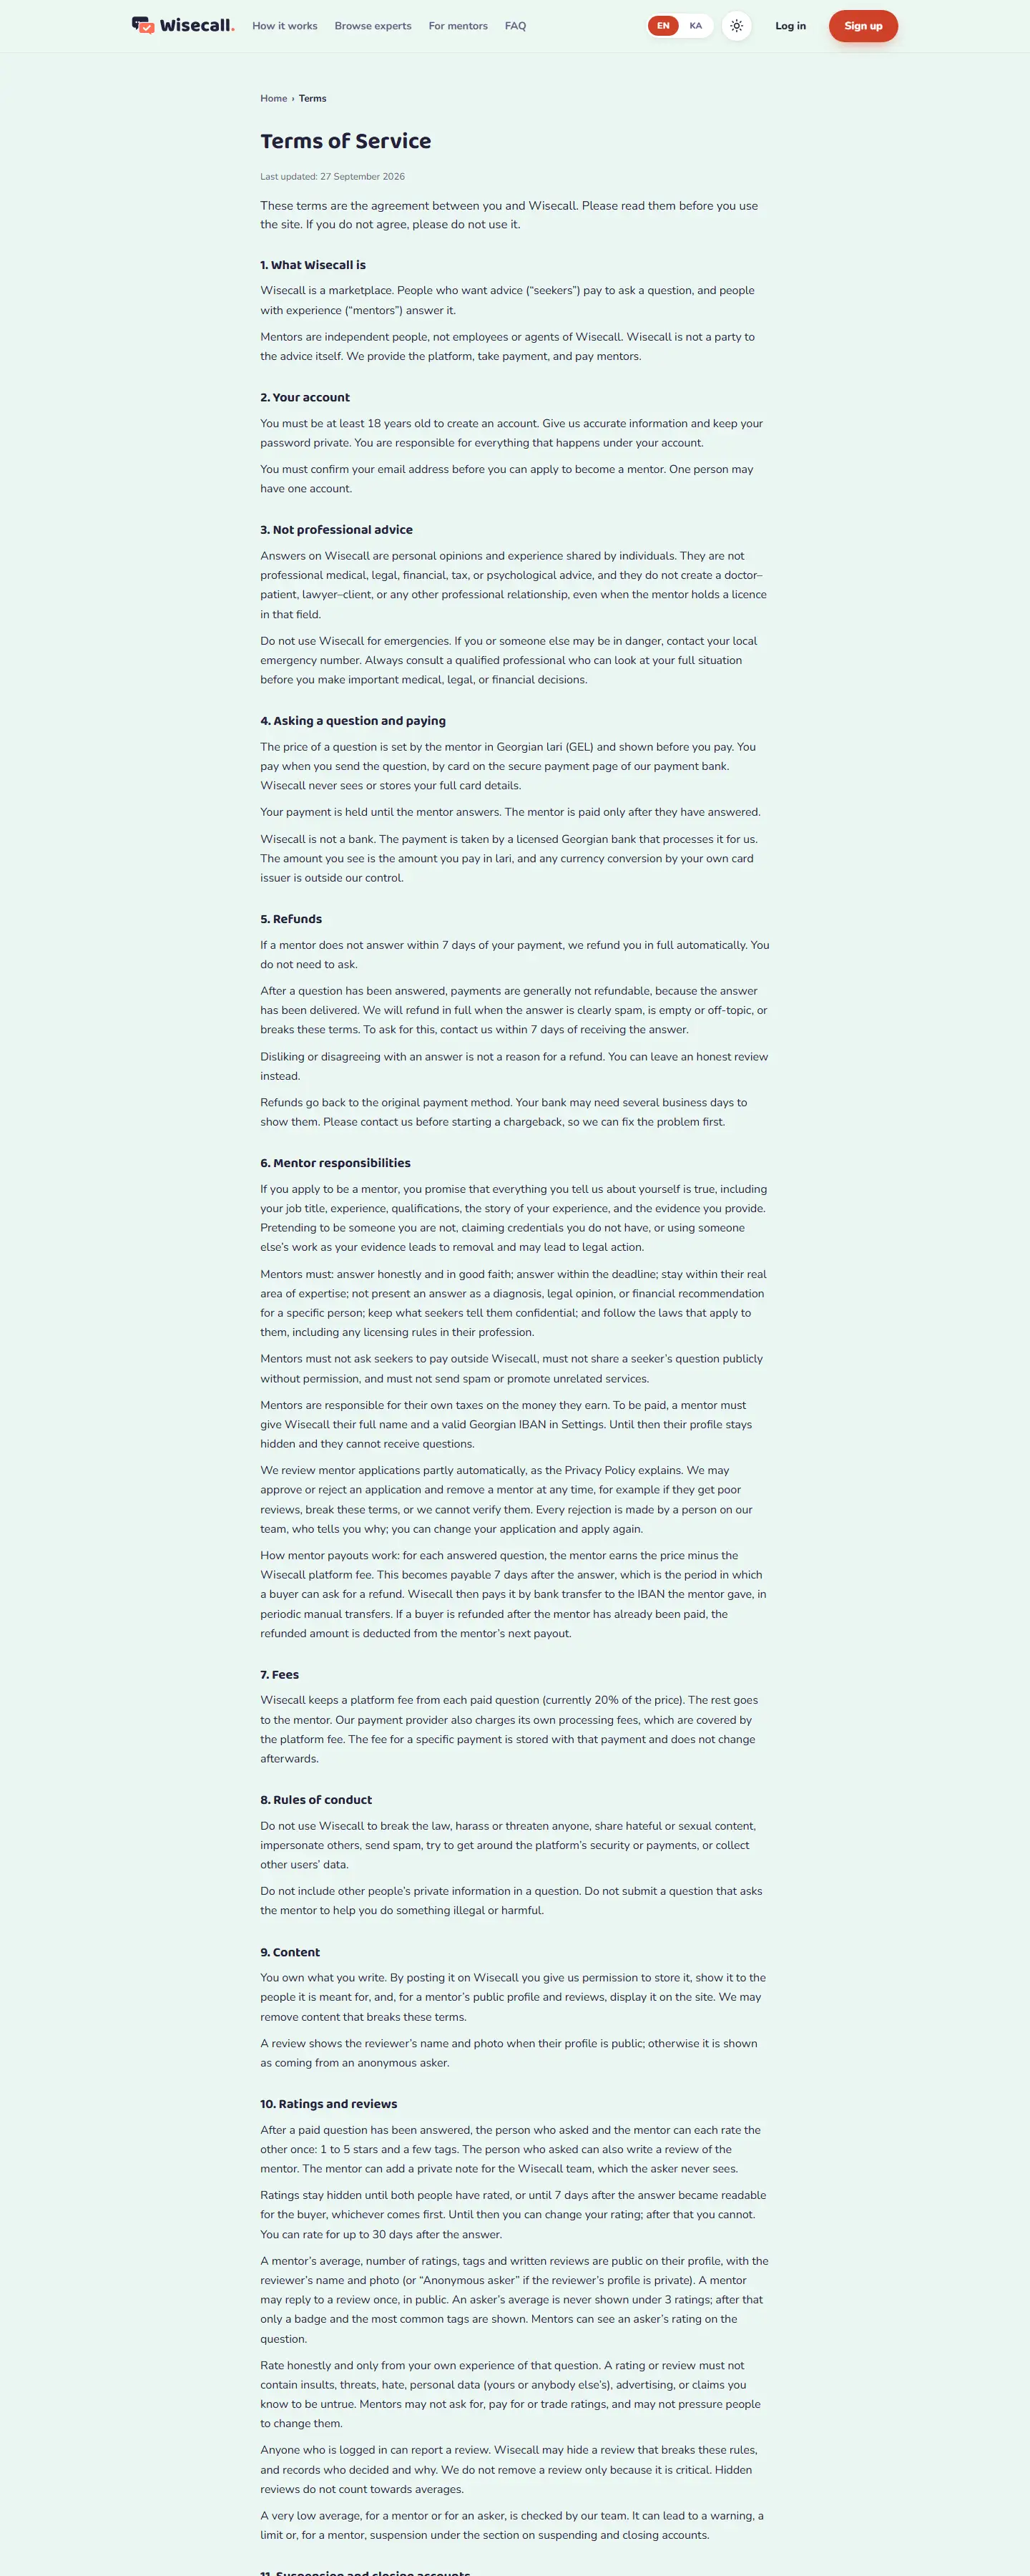 Wisecall.
How it works
Browse experts
For mentors
FAQ
EN
KA
Log in
Sign up
Home › Terms
Terms of Service
Last updated: 27 September 2026
These terms are the agreement between you and Wisecall. Please read them before you use
the site. If you do not agree, please do not use it.
1. What Wisecall is
Wisecall is a marketplace. People who want advice (“seekers”) pay to ask a question, and people
with experience (“mentors”) answer it.
Mentors are independent people, not employees or agents of Wisecall. Wisecall is not a party to
the advice itself. We provide the platform, take payment, and pay mentors.
2. Your account
You must be at least 18 years old to create an account. Give us accurate information and keep your
password private. You are responsible for everything that happens under your account.
You must confirm your email address before you can apply to become a mentor. One person may
have one account.
3. Not professional advice
Answers on Wisecall are personal opinions and experience shared by individuals. They are not
professional medical, legal, financial, tax, or psychological advice, and they do not create a doctor–
patient, lawyer–client, or any other professional relationship, even when the mentor holds a licence
in that field.
Do not use Wisecall for emergencies. If you or someone else may be in danger, contact your local
emergency number. Always consult a qualified professional who can look at your full situation
before you make important medical, legal, or financial decisions.
4. Asking a question and paying
The price of a question is set by the mentor in Georgian lari (GEL) and shown before you pay. You
pay when you send the question, by card on the secure payment page of our payment bank.
Wisecall never sees or stores your full card details.
Your payment is held until the mentor answers. The mentor is paid only after they have answered.
Wisecall is not a bank. The payment is taken by a licensed Georgian bank that processes it for us.
The amount you see is the amount you pay in lari, and any currency conversion by your own card
issuer is outside our control.
5. Refunds
If a mentor does not answer within 7 days of your payment, we refund you in full automatically. You
do not need to ask.
After a question has been answered, payments are generally not refundable, because the answer
has been delivered. We will refund in full when the answer is clearly spam, is empty or off-topic, or
breaks these terms. To ask for this, contact us within 7 days of receiving the answer.
Disliking or disagreeing with an answer is not a reason for a refund. You can leave an honest review
instead.
Refunds go back to the original payment method. Your bank may need several business days to
show them. Please contact us before starting a chargeback, so we can fix the problem first.
6. Mentor responsibilities
If you apply to be a mentor, you promise that everything you tell us about yourself is true, including
your job title, experience, qualifications, the story of your experience, and the evidence you provide.
Pretending to be someone you are not, claiming credentials you do not have, or using someone
else’s work as your evidence leads to removal and may lead to legal action.
Mentors must: answer honestly and in good faith; answer within the deadline; stay within their real
area of expertise; not present an answer as a diagnosis, legal opinion, or financial recommendation
for a specific person; keep what seekers tell them confidential; and follow the laws that apply to
them, including any licensing rules in their profession.
Mentors must not ask seekers to pay outside Wisecall, must not share a seeker’s question publicly
without permission, and must not send spam or promote unrelated services.
Mentors are responsible for their own taxes on the money they earn. To be paid, a mentor must
give Wisecall their full name and a valid Georgian IBAN in Settings. Until then their profile stays
hidden and they cannot receive questions.
We review mentor applications partly automatically, as the Privacy Policy explains. We may
approve or reject an application and remove a mentor at any time, for example if they get poor
reviews, break these terms, or we cannot verify them. Every rejection is made by a person on our
team, who tells you why; you can change your application and apply again.
How mentor payouts work: for each answered question, the mentor earns the price minus the
Wisecall platform fee. This becomes payable 7 days after the answer, which is the period in which
a buyer can ask for a refund. Wisecall then pays it by bank transfer to the IBAN the mentor gave, in
periodic manual transfers. If a buyer is refunded after the mentor has already been paid, the
refunded amount is deducted from the mentor’s next payout.
7. Fees
Wisecall keeps a platform fee from each paid question (currently 20% of the price). The rest goes
to the mentor. Our payment provider also charges its own processing fees, which are covered by
the platform fee. The fee for a specific payment is stored with that payment and does not change
afterwards.
8. Rules of conduct
Do not use Wisecall to break the law, harass or threaten anyone, share hateful or sexual content,
impersonate others, send spam, try to get around the platform’s security or payments, or collect
other users’ data.
Do not include other people’s private information in a question. Do not submit a question that asks
the mentor to help you do something illegal or harmful.
9. Content
You own what you write. By posting it on Wisecall you give us permission to store it, show it to the
people it is meant for, and, for a mentor’s public profile and reviews, display it on the site. We may
remove content that breaks these terms.
A review shows the reviewer’s name and photo when their profile is public; otherwise it is shown
as coming from an anonymous asker.
10. Ratings and reviews
After a paid question has been answered, the person who asked and the mentor can each rate the
other once: 1 to 5 stars and a few tags. The person who asked can also write a review of the
mentor. The mentor can add a private note for the Wisecall team, which the asker never sees.
Ratings stay hidden until both people have rated, or until 7 days after the answer became readable
for the buyer, whichever comes first. Until then you can change your rating; after that you cannot.
You can rate for up to 30 days after the answer.
A mentor’s average, number of ratings, tags and written reviews are public on their profile, with the
reviewer’s name and photo (or “Anonymous asker” if the reviewer’s profile is private). A mentor
may reply to a review once, in public. An asker’s average is never shown under 3 ratings; after that
only a badge and the most common tags are shown. Mentors can see an asker’s rating on the
question.
Rate honestly and only from your own experience of that question. A rating or review must not
contain insults, threats, hate, personal data (yours or anybody else’s), advertising, or claims you
know to be untrue. Mentors may not ask for, pay for or trade ratings, and may not pressure people
to change them.
Anyone who is logged in can report a review. Wisecall may hide a review that breaks these rules,
and records who decided and why. We do not remove a review only because it is critical. Hidden
reviews do not count towards averages.
A very low average, for a mentor or for an asker, is checked by our team. It can lead to a warning, a
limit or, for a mentor, suspension under the section on suspending and closing accounts.
11. Suspension and closing accounts